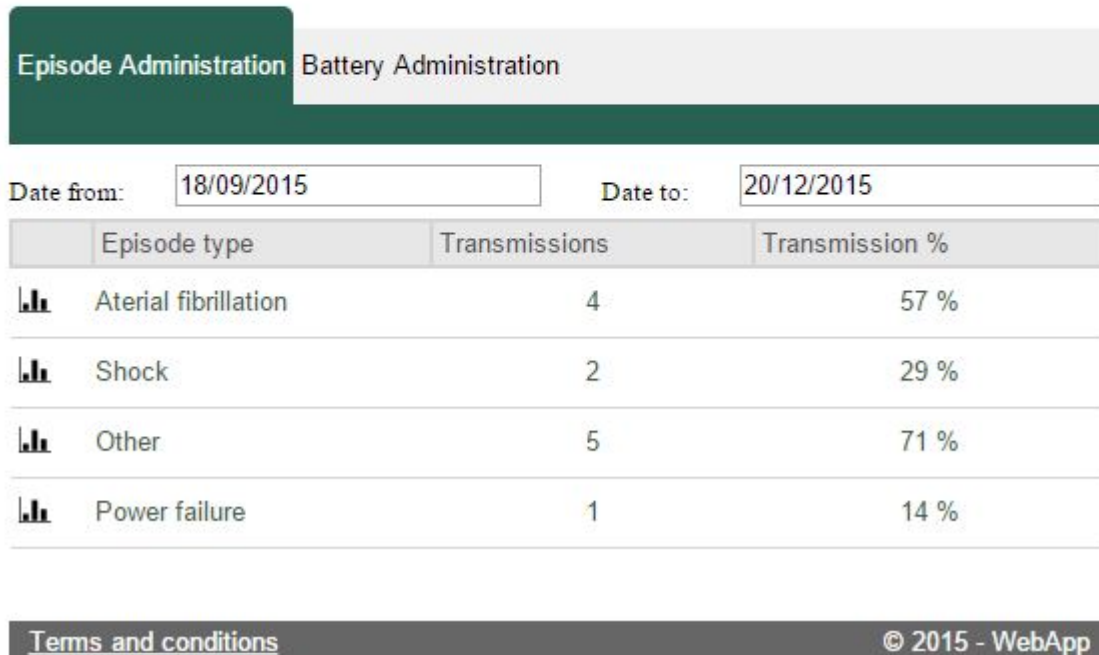 Episode Administration Battery Administration
Date from: 18/09/2015 Date to: 20/12/2015
Episode type Transmissions Transmission %
Aterial fibrillation 4 57 %
Shock 2 29 %
Other 5 71 %
Power failure 1 14 %
Terms and conditions © 2015 - WebApp